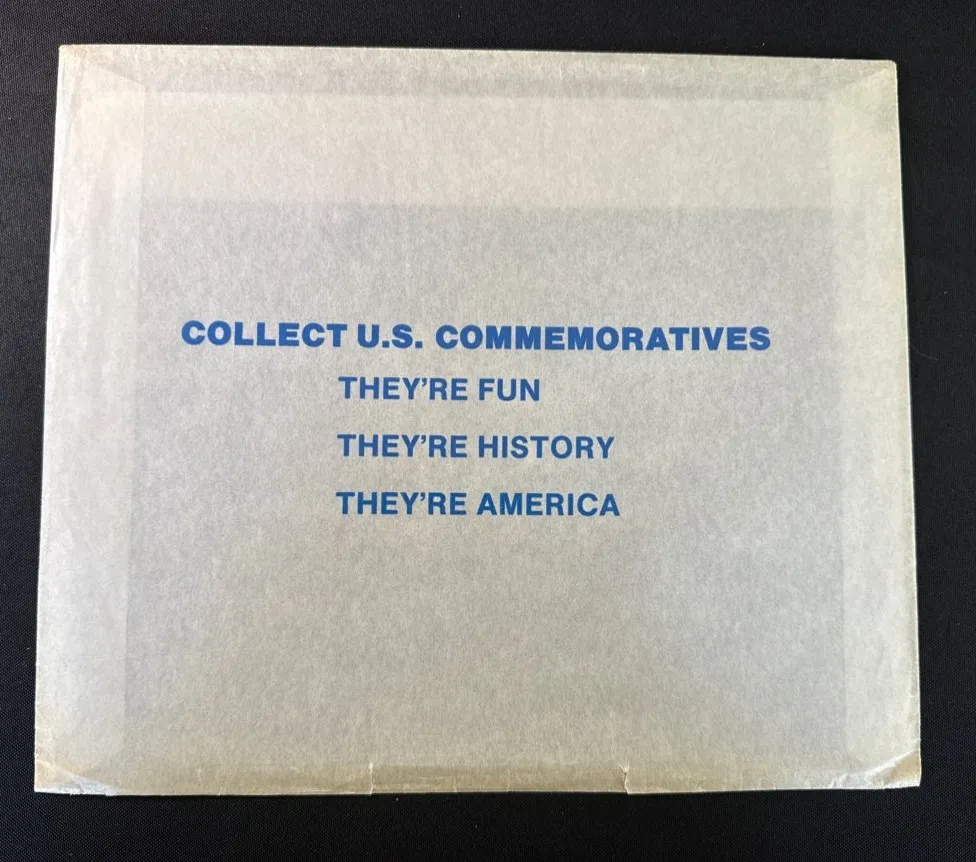 COLLECT U.S. COMMEMORATIVES
THEY'RE FUN
THEY'RE HISTORY
THEY'RE AMERICA